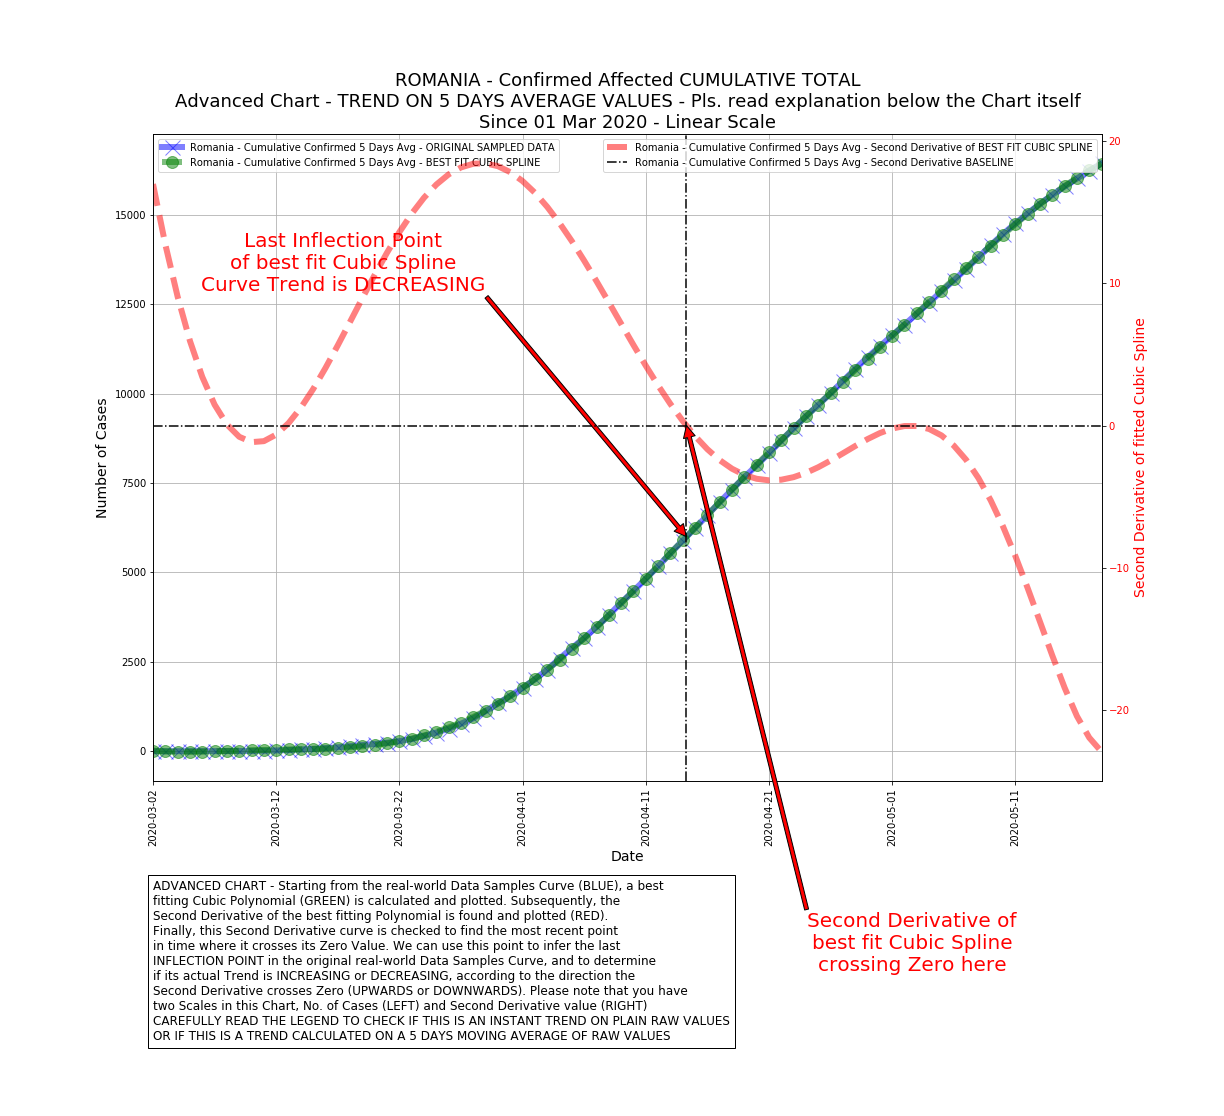 ROMANIA - Confirmed Affected CUMULATIVE TOTAL
Advanced Chart - TREND ON 5 DAYS AVERAGE VALUES - Pls. read explanation below the Chart itself
Since 01 Mar 2020 - Linear Scale
Romania - Cumulative Confirmed 5 Days Avg - ORIGINAL SAMPLED DATA
Romania - Cumulative Confirmed 5 Days Avg - BEST FIT CUBIC SPLINE
Romania - Cumulative Confirmed 5 Days Avg - Second Derivative of BEST FIT CUBIC SPLINE
Romania - Cumulative Confirmed 5 Days Avg - Second Derivative BASELINE
Last Inflection Point
of best fit Cubic Spline
Curve Trend is DECREASING
Number of Cases
15000
12500
10000
7500
5000
2500
0
20
10
0
−10
−20
Second Derivative of fitted Cubic Spline
2020-03-02
2020-03-12
2020-03-22
2020-04-01
2020-04-11
2020-04-21
2020-05-01
2020-05-11
Date
ADVANCED CHART - Starting from the real-world Data Samples Curve (BLUE), a best
fitting Cubic Polynomial (GREEN) is calculated and plotted. Subsequently, the
Second Derivative of the best fitting Polynomial is found and plotted (RED).
Finally, this Second Derivative curve is checked to find the most recent point
in time where it crosses its Zero Value. We can use this point to infer the last
INFLECTION POINT in the original real-world Data Samples Curve, and to determine
if its actual Trend is INCREASING or DECREASING, according to the direction the
Second Derivative crosses Zero (UPWARDS or DOWNWARDS). Please note that you have
two Scales in this Chart, No. of Cases (LEFT) and Second Derivative value (RIGHT)
CAREFULLY READ THE LEGEND TO CHECK IF THIS IS AN INSTANT TREND ON PLAIN RAW VALUES
OR IF THIS IS A TREND CALCULATED ON A 5 DAYS MOVING AVERAGE OF RAW VALUES
Second Derivative of
best fit Cubic Spline
crossing Zero here